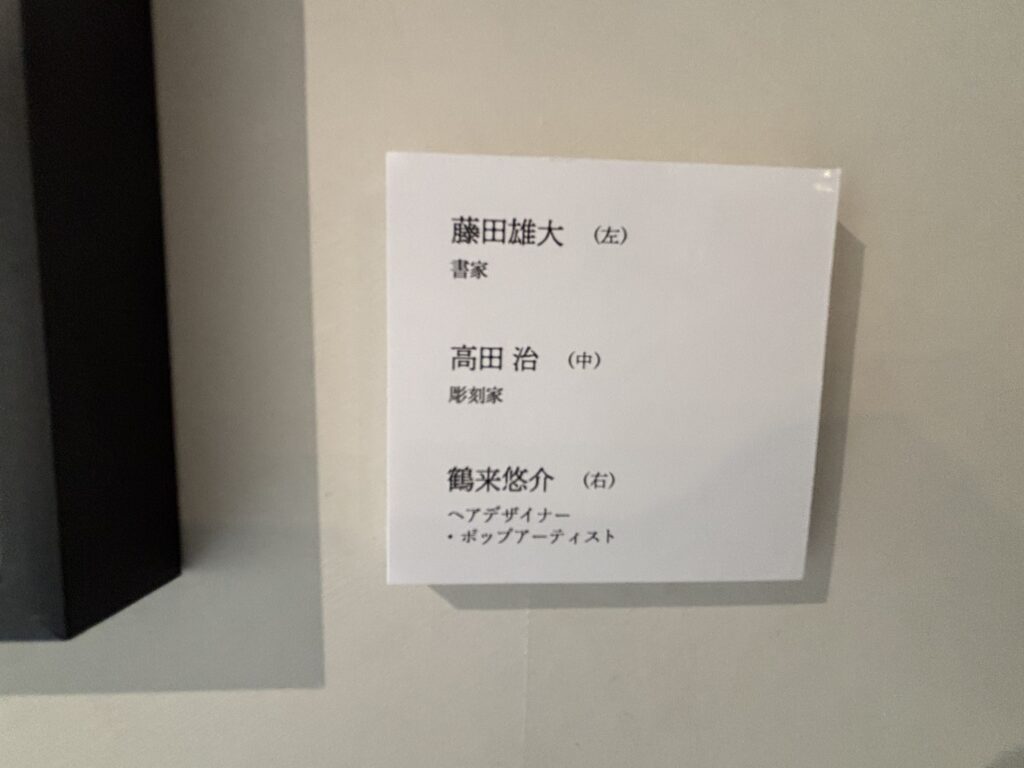 藤田雄大 （左）
書家
高田 治 （中）
彫刻家
鶴来悠介 （右）
ヘアデザイナー
・ポップアーティスト